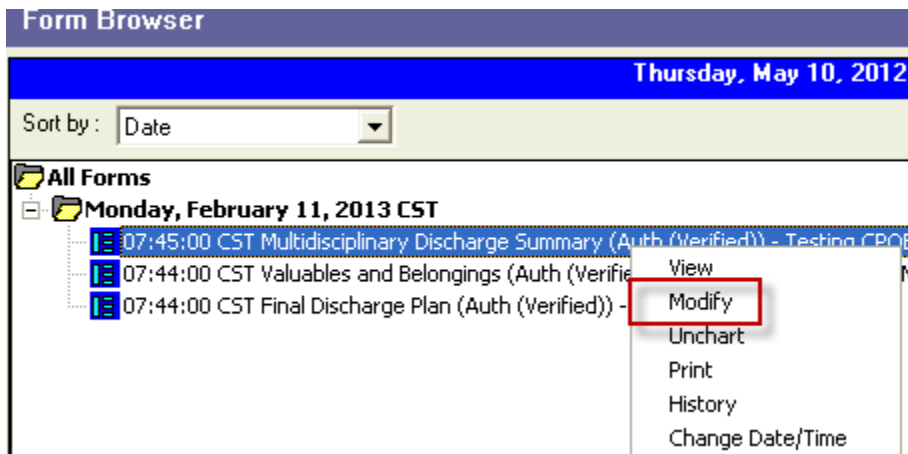 Form Browser
Thursday, May 10, 2012
Sort by : Date
All Forms
Monday, February 11, 2013 CST
07:45:00 CST Multidisciplinary Discharge Summary (Auth (Verified)) - Testing CPOE
07:44:00 CST Valuables and Belongings (Auth (Verifie
View
07:44:00 CST Final Discharge Plan (Auth (Verified)) -
Modify
Unchart
Print
History
Change Date/Time